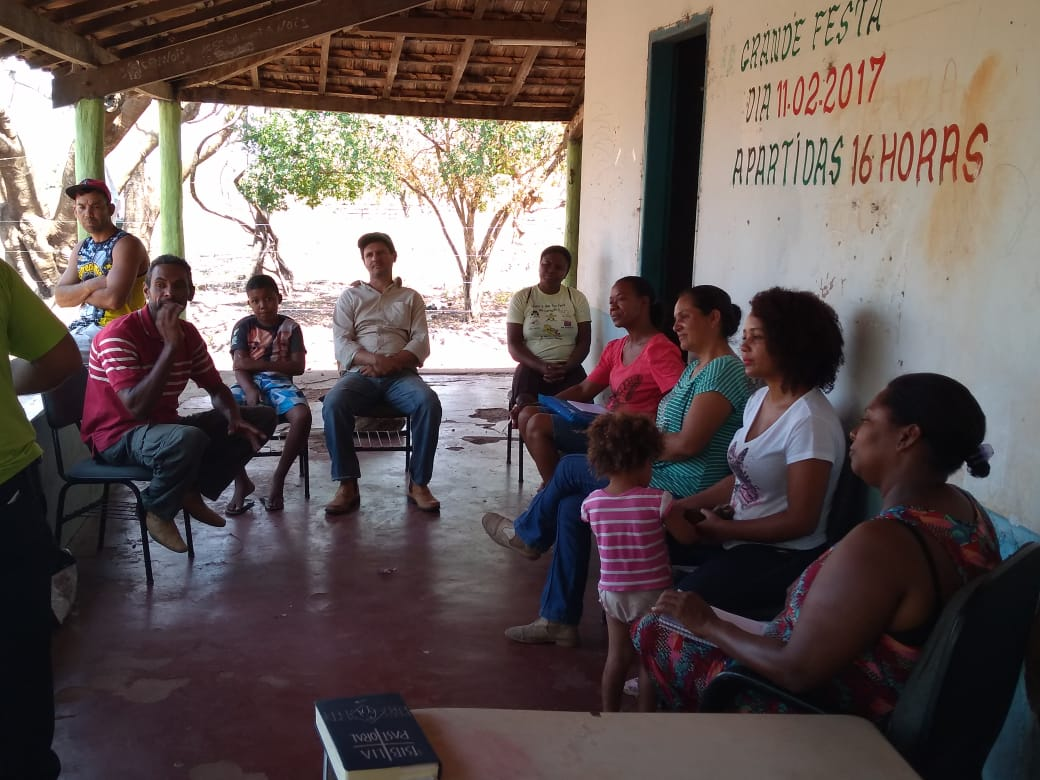 GRANDE FESTA
DIA 11-02-2017
APARTIDAS 16 HORAS
BÍBLIA
PASTORAL